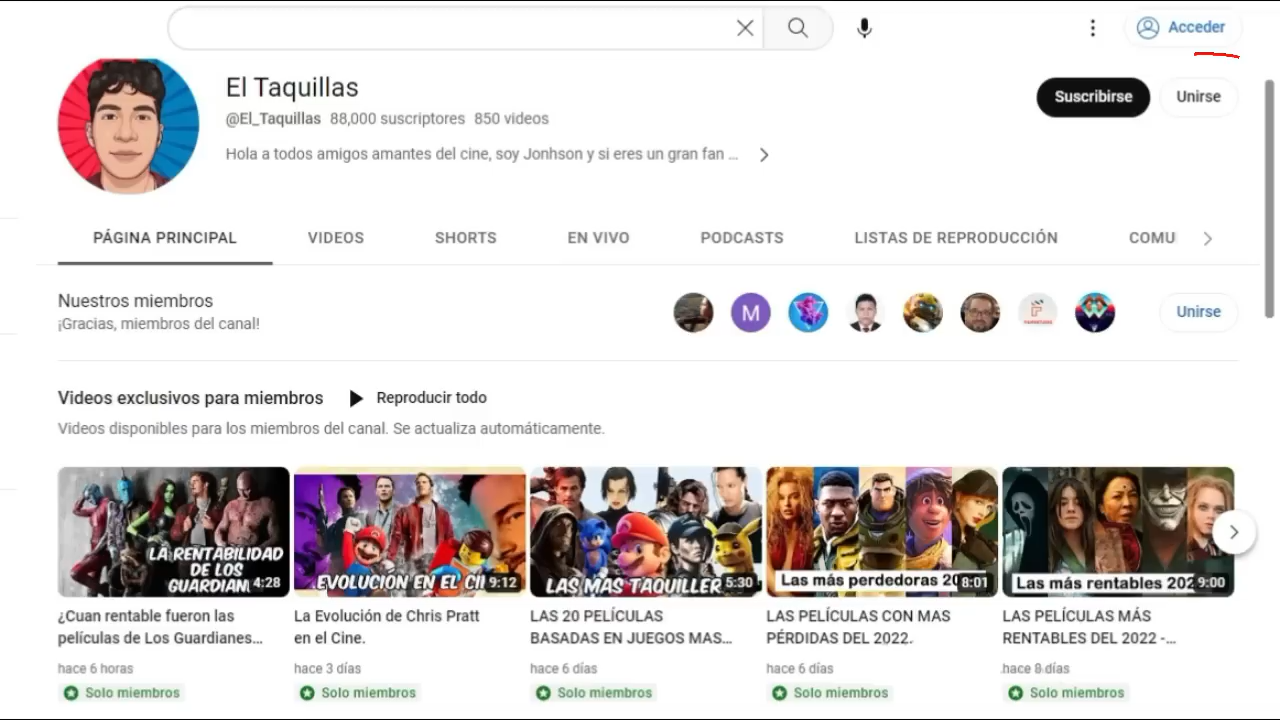 Acceder
El Taquillas
@El_Taquillas 88,000 suscriptores 850 videos
Suscribirse
Unirse
Hola a todos amigos amantes del cine, soy Jonhson y si eres un gran fan ...
PÁGINA PRINCIPAL VIDEOS SHORTS EN VIVO PODCASTS LISTAS DE REPRODUCCIÓN COMU
Nuestros miembros
¡Gracias, miembros del canal!
M
Unirse
Videos exclusivos para miembros Reproducir todo
Videos disponibles para los miembros del canal. Se actualiza automáticamente.
LA RENTABILIDAD
DE LOS
GUARDIAN 4:28
EVOLUCIÓN EN EL CI 9:12
LAS MAS TAQUILLER 5:30
Las más perdedoras 20 8:01
Las más rentables 202 9:00
¿Cuan rentable fueron las
películas de Los Guardianes...
hace 6 horas
Solo miembros
La Evolución de Chris Pratt
en el Cine.
hace 3 días
Solo miembros
LAS 20 PELÍCULAS
BASADAS EN JUEGOS MAS...
hace 6 días
Solo miembros
LAS PELÍCULAS CON MAS
PÉRDIDAS DEL 2022.
hace 6 días
Solo miembros
LAS PELÍCULAS MÁS
RENTABLES DEL 2022 -...
hace 8 días
Solo miembros